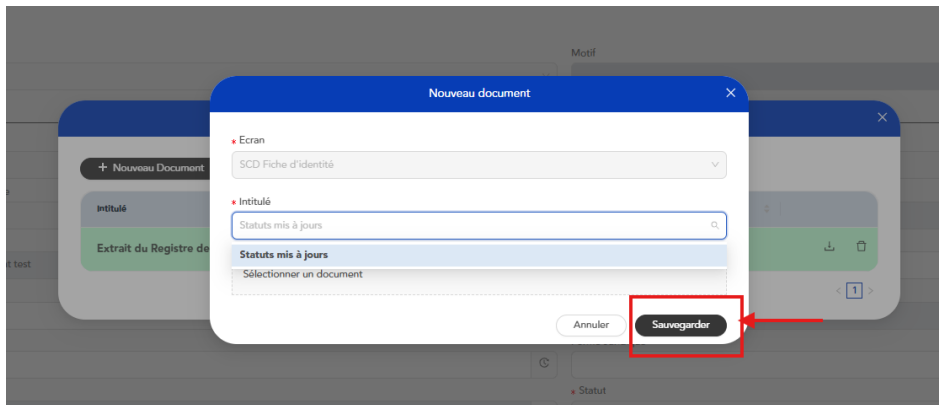 Motif
Nouveau document
* Ecran
SCD Fiche d'identité
+ Nouveau Document
* Intitulé
Intitulé
Statuts mis à jours
Extrait du Registre de
Statuts mis à jours
t test
Sélectionner un document
< 1 >
Annuler
Sauvegarder
* Statut